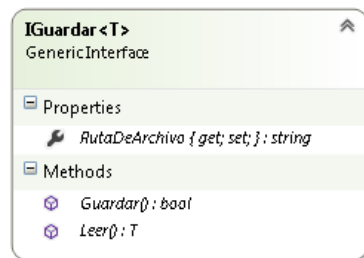 IGuardar<T>
GenericInterface
Properties
RutaDeArchivo { get; set; } : string
Methods
Guardar() : bool
Leer() : T